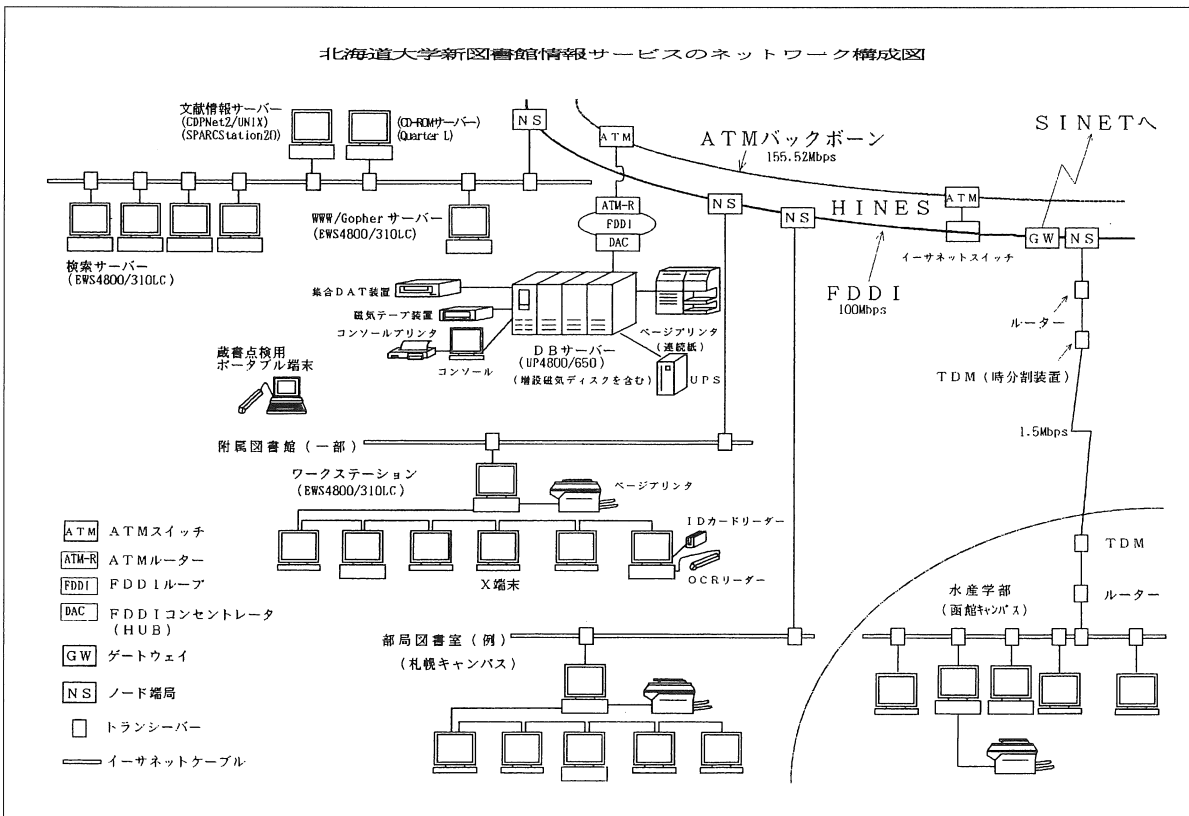 北海道大学新図書館情報サービスのネットワーク構成図
文献情報サーバー
(CDPNet2/UNIX)
(SPARCStation20)
(CD-ROMサーバー)
(Quarter L)
NS
ATM
ATMバックボーン
155.52Mbps
SINETへ
WWW/Gopher サーバー
(EWS4800/310LC)
検索サーバー
(EWS4800/310LC)
ATM-R
FDDI
DAC
NS
NS
HINES
ATM
GW
NS
イーサネットスイッチ
FDDI
100Mbps
集合DAT装置
磁気テープ装置
コンソールプリンタ
コンソール
DBサーバー
(UP4800/650)
(増設磁気ディスクを含む)
ページプリンタ
(連続紙)
UPS
ルーター
TDM(時分割装置)
1.5Mbps
蔵書点検用
ポータブル端末
附属図書館(一部)
ワークステーション
(EWS4800/310LC)
ページプリンタ
IDカードリーダー
OCRリーダー
X端末
TDM
ルーター
水産学部
(函館キャンパス)
部局図書室(例)
(札幌キャンパス)
ATM ATMスイッチ
ATM-R ATMルーター
FDDI FDDIループ
DAC FDDIコンセントレータ
(HUB)
GW ゲートウェイ
NS ノード端局
トランシーバー
イーサネットケーブル